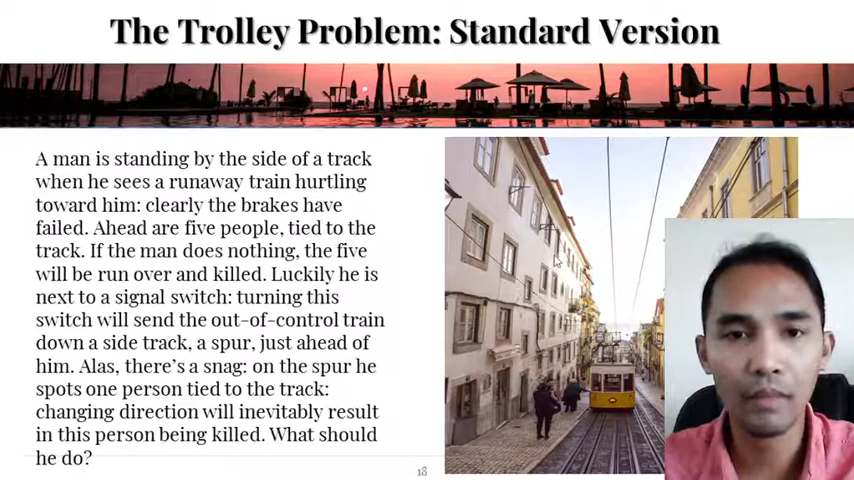 The Trolley Problem: Standard Version
A man is standing by the side of a track
when he sees a runaway train hurtling
toward him: clearly the brakes have
failed. Ahead are five people, tied to the
track. If the man does nothing, the five
will be run over and killed. Luckily he is
next to a signal switch: turning this
switch will send the out-of-control train
down a side track, a spur, just ahead of
him. Alas, there's a snag: on the spur he
spots one person tied to the track:
changing direction will inevitably result
in this person being killed. What should
he do?
18